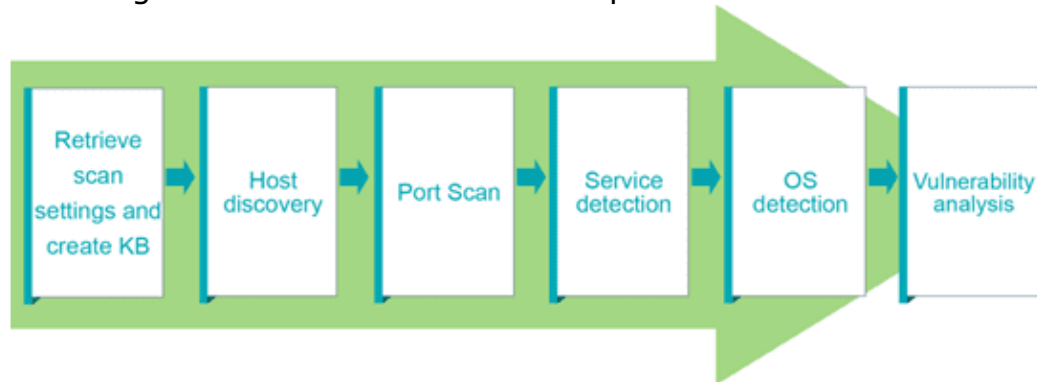 Retrieve
scan
settings and
create KB
Host
discovery
Port Scan
Service
detection
OS
detection
Vulnerability
analysis